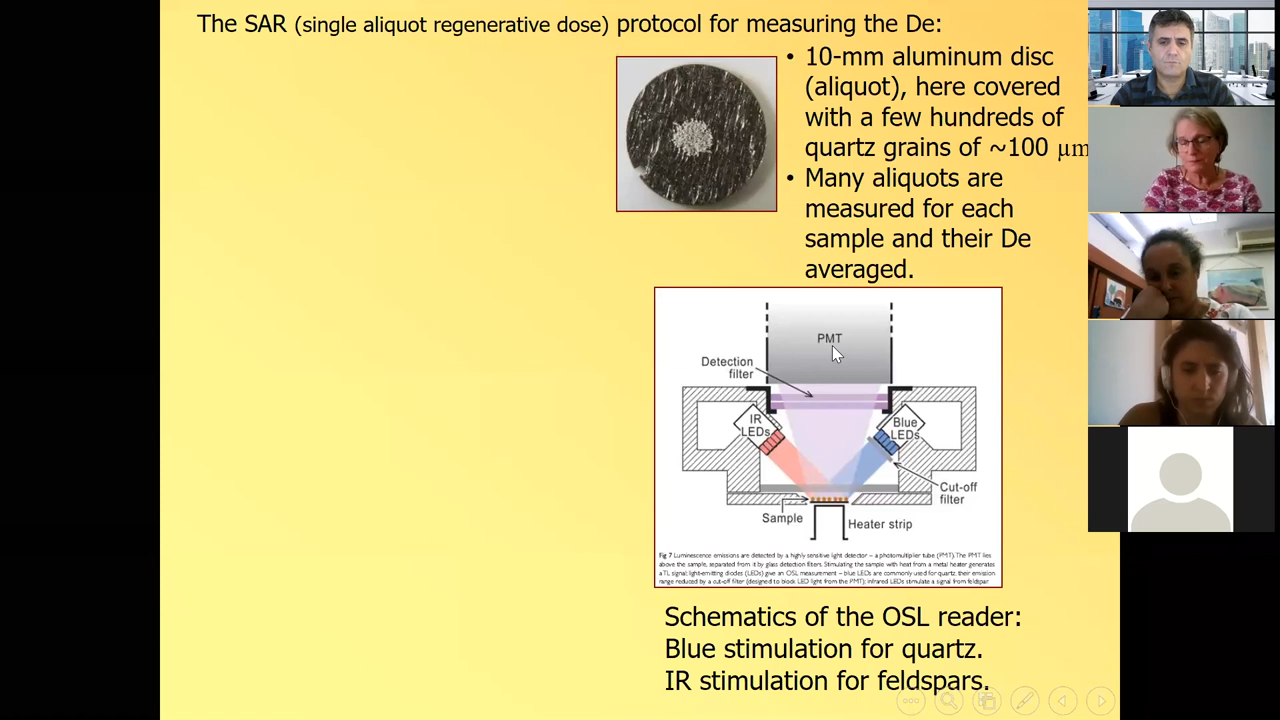 The SAR (single aliquot regenerative dose) protocol for measuring the De:
• 10-mm aluminum disc
(aliquot), here covered
with a few hundreds of
quartz grains of ~100 µm
• Many aliquots are
measured for each
sample and their De
averaged.
PMT
Detection
filter
IR
LEDs
Blue
LEDs
Cut-off
filter
Sample
Heater strip
Fig 7 Luminescence emissions are detected by a highly sensitive light detector – a photomultiplier tube (PMT). The PMT lies
above the sample, separated from it by glass detection filters. Stimulating the sample with heat from a metal heater generates
a TL signal; light-emitting diodes (LEDs) give an OSL measurement – blue LEDs are commonly used for quartz, their emission
range reduced by a cut-off filter (designed to block LED light from the PMT); infrared LEDs stimulate a signal from feldspar.
Schematics of the OSL reader:
Blue stimulation for quartz.
IR stimulation for feldspars.